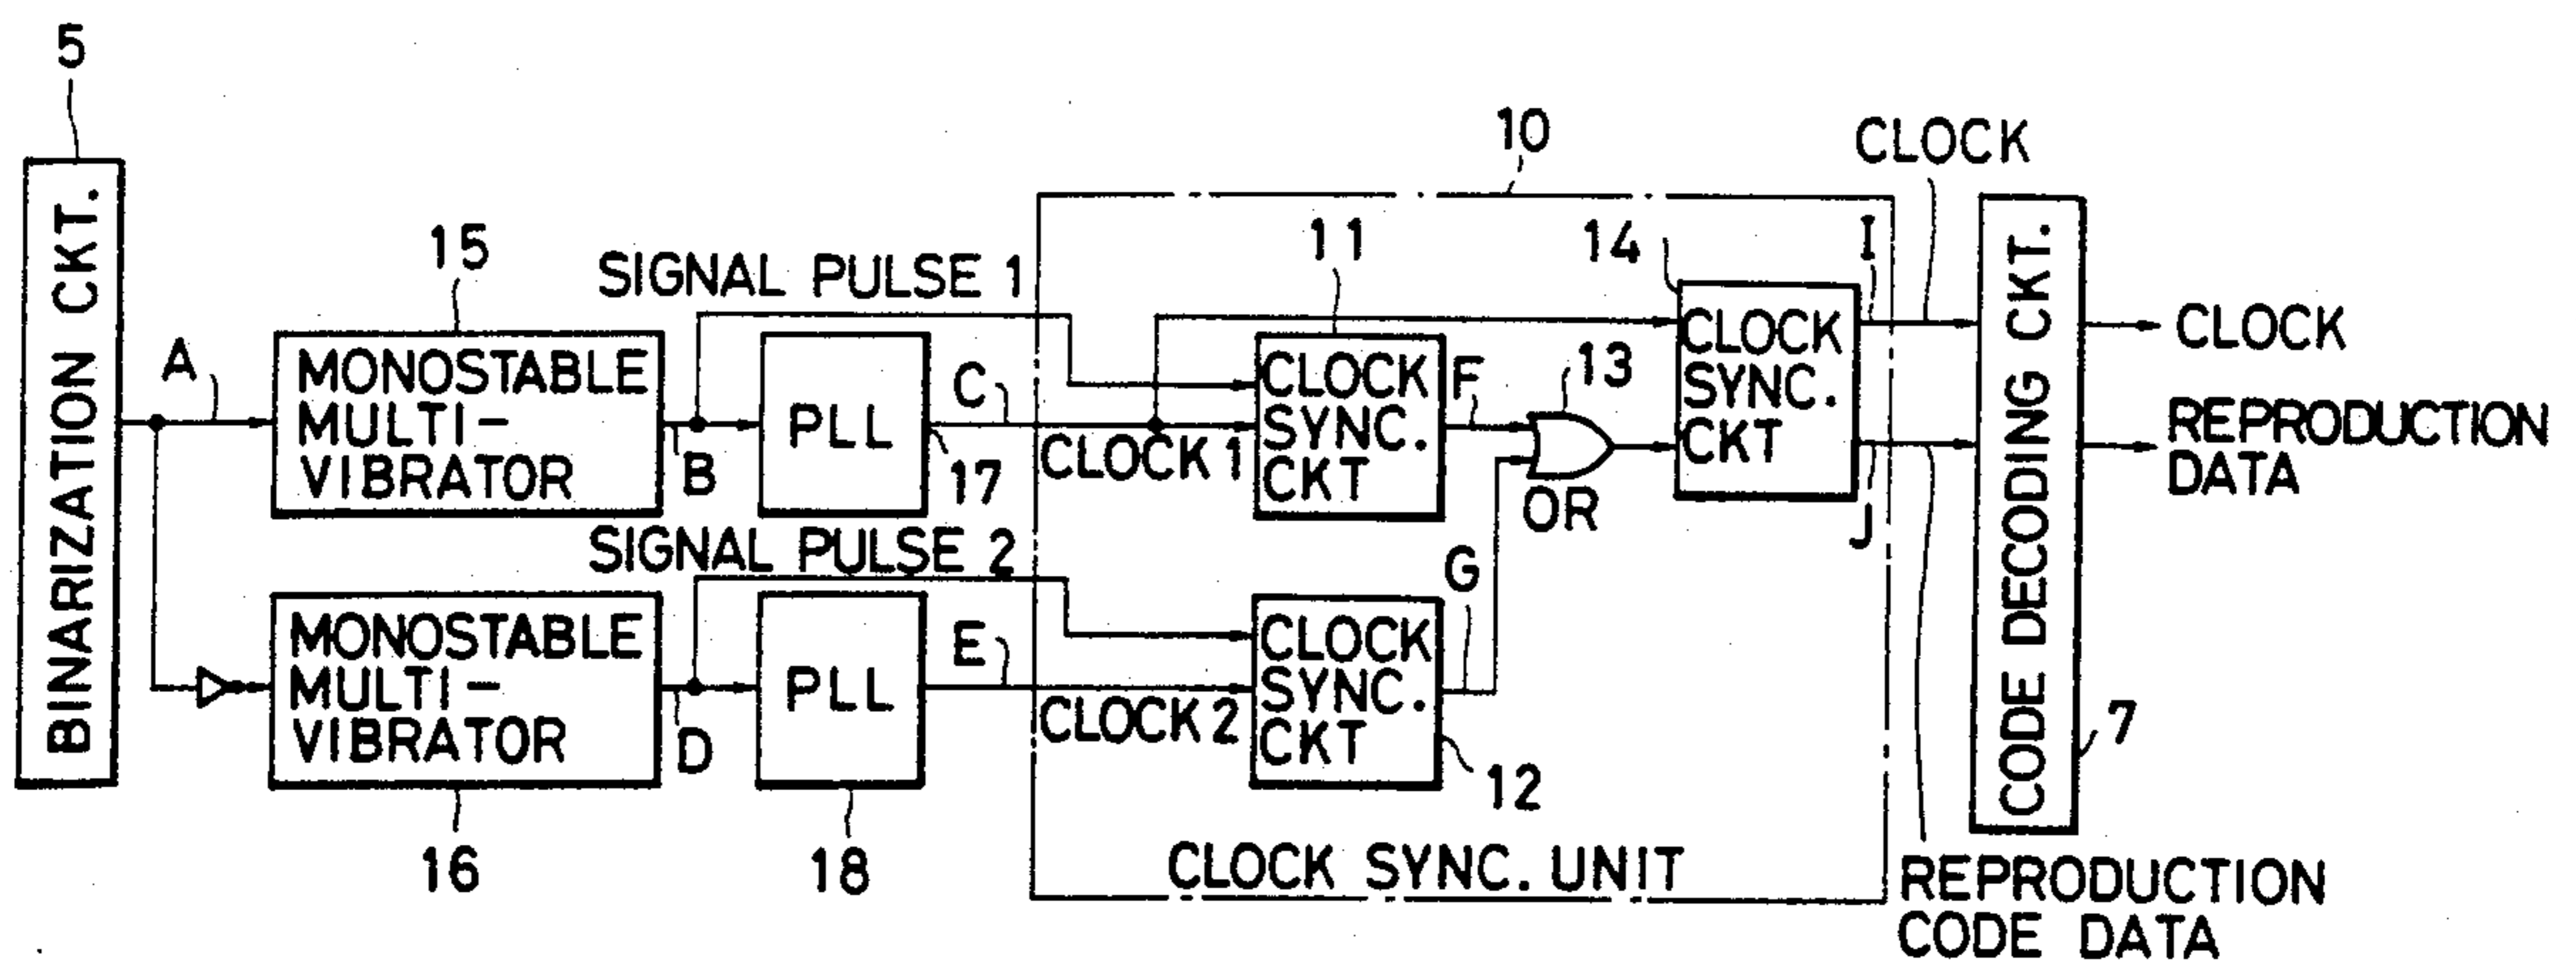 5
BINARIZATION CKT.
A
15
MONOSTABLE
MULTI-
VIBRATOR
B
SIGNAL PULSE 1
PLL
17
C
CLOCK 1
10
11
CLOCK
SYNC.
CKT
F
13
OR
14
CLOCK
SYNC.
CKT
I
J
CLOCK
CODE DECODING CKT.
7
CLOCK
REPRODUCTION
DATA
SIGNAL PULSE 2
MONOSTABLE
MULTI-
VIBRATOR
16
D
PLL
18
E
CLOCK 2
CLOCK
SYNC.
CKT
12
G
CLOCK SYNC. UNIT
REPRODUCTION
CODE DATA